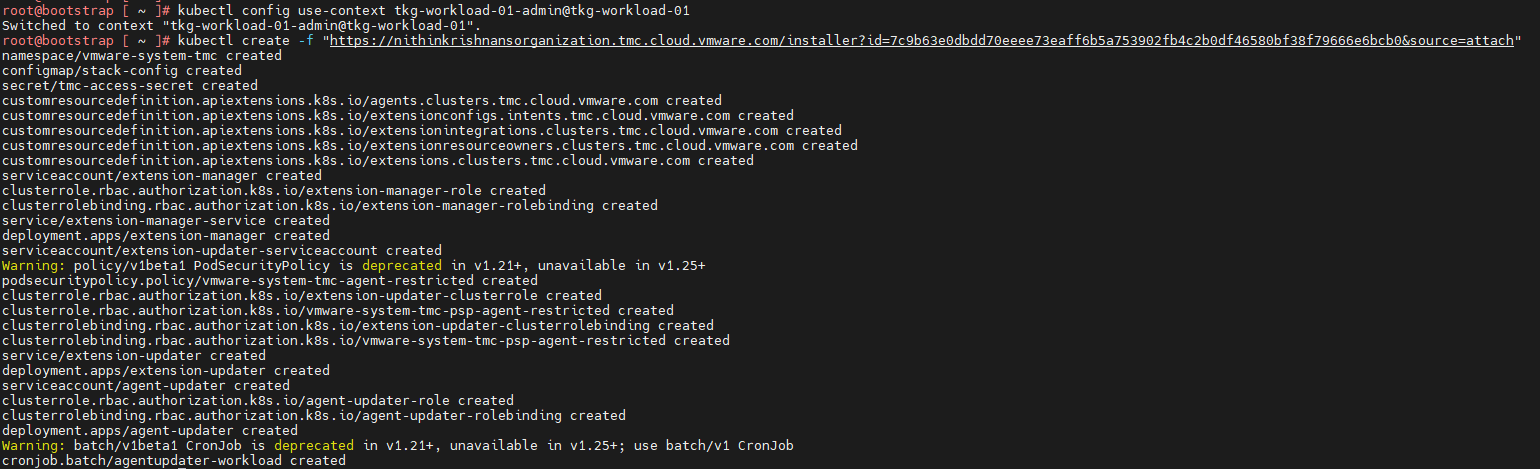 root@bootstrap [ ~ ]# kubectl config use-context tkg-workload-01-admin@tkg-workload-01
Switched to context "tkg-workload-01-admin@tkg-workload-01".
root@bootstrap [ ~ ]# kubectl create -f "https://nithinkrishnansorganization.tmc.cloud.vmware.com/installer?id=7c9b63e0dbdd70eeee73eaff6b5a753902fb4c2b0df46580bf38f79666e6bcb0&source=attach"
namespace/vmware-system-tmc created
configmap/stack-config created
secret/tmc-access-secret created
customresourcedefinition.apiextensions.k8s.io/agents.clusters.tmc.cloud.vmware.com created
customresourcedefinition.apiextensions.k8s.io/extensionconfigs.intents.tmc.cloud.vmware.com created
customresourcedefinition.apiextensions.k8s.io/extensionintegrations.clusters.tmc.cloud.vmware.com created
customresourcedefinition.apiextensions.k8s.io/extensionresourceowners.clusters.tmc.cloud.vmware.com created
customresourcedefinition.apiextensions.k8s.io/extensions.clusters.tmc.cloud.vmware.com created
serviceaccount/extension-manager created
clusterrole.rbac.authorization.k8s.io/extension-manager-role created
clusterrolebinding.rbac.authorization.k8s.io/extension-manager-rolebinding created
service/extension-manager-service created
deployment.apps/extension-manager created
serviceaccount/extension-updater-serviceaccount created
Warning: policy/v1beta1 PodSecurityPolicy is deprecated in v1.21+, unavailable in v1.25+
podsecuritypolicy.policy/vmware-system-tmc-agent-restricted created
clusterrole.rbac.authorization.k8s.io/extension-updater-clusterrole created
clusterrole.rbac.authorization.k8s.io/vmware-system-tmc-psp-agent-restricted created
clusterrolebinding.rbac.authorization.k8s.io/extension-updater-clusterrolebinding created
clusterrolebinding.rbac.authorization.k8s.io/vmware-system-tmc-psp-agent-restricted created
service/extension-updater created
deployment.apps/extension-updater created
serviceaccount/agent-updater created
clusterrole.rbac.authorization.k8s.io/agent-updater-role created
clusterrolebinding.rbac.authorization.k8s.io/agent-updater-rolebinding created
deployment.apps/agent-updater created
Warning: batch/v1beta1 CronJob is deprecated in v1.21+, unavailable in v1.25+; use batch/v1 CronJob
cronjob.batch/agentupdater-workload created